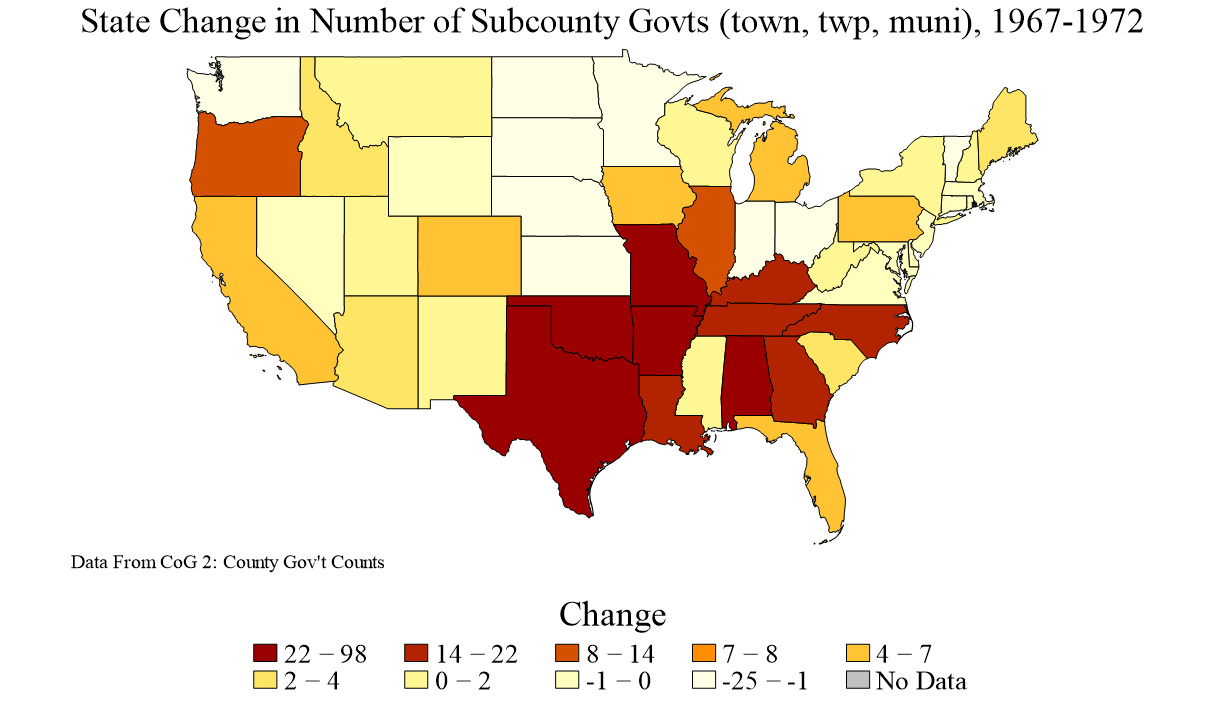 State Change in Number of Subcounty Govts (town, twp, muni), 1967-1972
Data From CoG 2: County Gov't Counts
Change
22 – 98 14 – 22 8 – 14 7 – 8 4 – 7
2 – 4 0 – 2 -1 – 0 -25 – -1 No Data